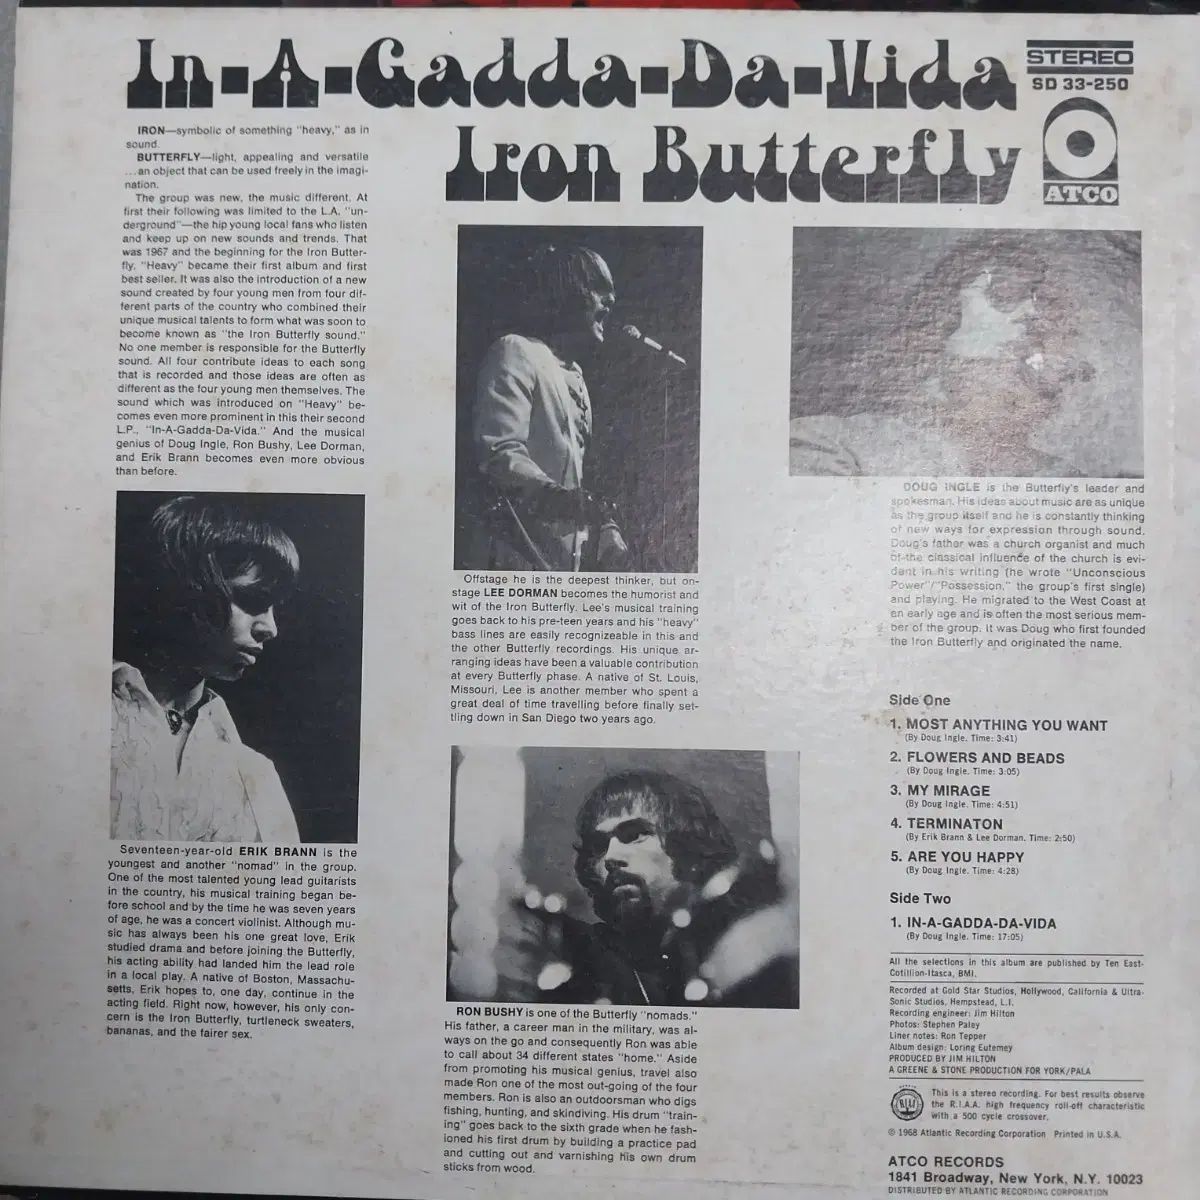 In-A-Gadda-Da-Vida
STEREO
SD 33-250
Iron Butterfly
ATCO
IRON—symbolic of something "heavy," as in
sound.
BUTTERFLY—light, appealing and versatile
...an object that can be used freely in the imagi-
nation.
The group was new, the music different. At
first their following was limited to the L.A. "un-
derground"—the hip young local fans who listen
and keep up on new sounds and trends. That
was 1967 and the beginning for the Iron Butter-
fly. "Heavy" became their first album and first
best seller. It was also the introduction of a new
sound created by four young men from four dif-
ferent parts of the country who combined their
unique musical talents to form what was soon to
become known as "the Iron Butterfly sound."
No one member is responsible for the Butterfly
sound. All four contribute ideas to each song
that is recorded and those ideas are often as
different as the four young men themselves. The
sound which was introduced on "Heavy" be-
comes even more prominent in this their second
L.P., "In-A-Gadda-Da-Vida." And the musical
genius of Doug Ingle, Ron Bushy, Lee Dorman,
and Erik Brann becomes even more obvious
than before.
Seventeen-year-old ERIK BRANN is the
youngest and another "nomad" in the group.
One of the most talented young lead guitarists
in the country, his musical training began be-
fore school and by the time he was seven years
of age, he was a concert violinist. Although mu-
sic has always been his one great love, Erik
studied drama and before joining the Butterfly,
his acting ability had landed him the lead role
in a local play. A native of Boston, Massachu-
setts, Erik hopes to, one day, continue in the
acting field. Right now, however, his only con-
cern is the Iron Butterfly, turtleneck sweaters,
bananas, and the fairer sex.
Offstage he is the deepest thinker, but on-
stage LEE DORMAN becomes the humorist and
wit of the Iron Butterfly. Lee's musical training
goes back to his pre-teen years and his "heavy"
bass lines are easily recognizeable in this and
the other Butterfly recordings. His unique ar-
ranging ideas have been a valuable contribution
at every Butterfly phase. A native of St. Louis,
Missouri, Lee is another member who spent a
great deal of time travelling before finally set-
tling down in San Diego two years ago.
RON BUSHY is one of the Butterfly "nomads."
His father, a career man in the military, was al-
ways on the go and consequently Ron was able
to call about 34 different states "home." Aside
from promoting his musical genius, travel also
made Ron one of the most out-going of the four
members. Ron is also an outdoorsman who digs
fishing, hunting, and skindiving. His drum "train-
ing" goes back to the sixth grade when he fash-
ioned his first drum by building a practice pad
and cutting out and varnishing his own drum
sticks from wood.
DOUG INGLE is the Butterfly's leader and
spokesman. His ideas about music are as unique
as the group itself and he is constantly thinking
of new ways for expression through sound.
Doug's father was a church organist and much
of the classical influence of the church is evi-
dent in his writing (he wrote "Unconscious
Power"/"Possession," the group's first single)
and playing. He migrated to the West Coast at
an early age and is often the most serious mem-
ber of the group. It was Doug who first founded
the Iron Butterfly and originated the name.
Side One
1. MOST ANYTHING YOU WANT
(By Doug Ingle. Time: 3:41)
2. FLOWERS AND BEADS
(By Doug Ingle. Time: 3:05)
3. MY MIRAGE
(By Doug Ingle. Time: 4:51)
4. TERMINATON
(By Erik Brann & Lee Dorman. Time: 2:50)
5. ARE YOU HAPPY
(By Doug Ingle. Time: 4:28)
Side Two
1. IN-A-GADDA-DA-VIDA
(By Doug Ingle. Time: 17:05)
All the selections in this album are published by Ten East-
Cotillion-Itasca, BMI.
Recorded at Gold Star Studios, Hollywood, California & Ultra-
Sonic Studios, Hempstead, L.I.
Recording engineer: Jim Hilton
Photos: Stephen Paley
Liner notes: Ron Tepper
Album design: Loring Eutemey
PRODUCED BY JIM HILTON
A GREENE & STONE PRODUCTION FOR YORK/PALA
This is a stereo recording. For best results observe
the R.I.A.A. high frequency roll-off characteristic
with a 500 cycle crossover.
© 1968 Atlantic Recording Corporation Printed in U.S.A.
ATCO RECORDS
1841 Broadway, New York, N.Y. 10023
DISTRIBUTED BY ATLANTIC RECORDING CORPORATION